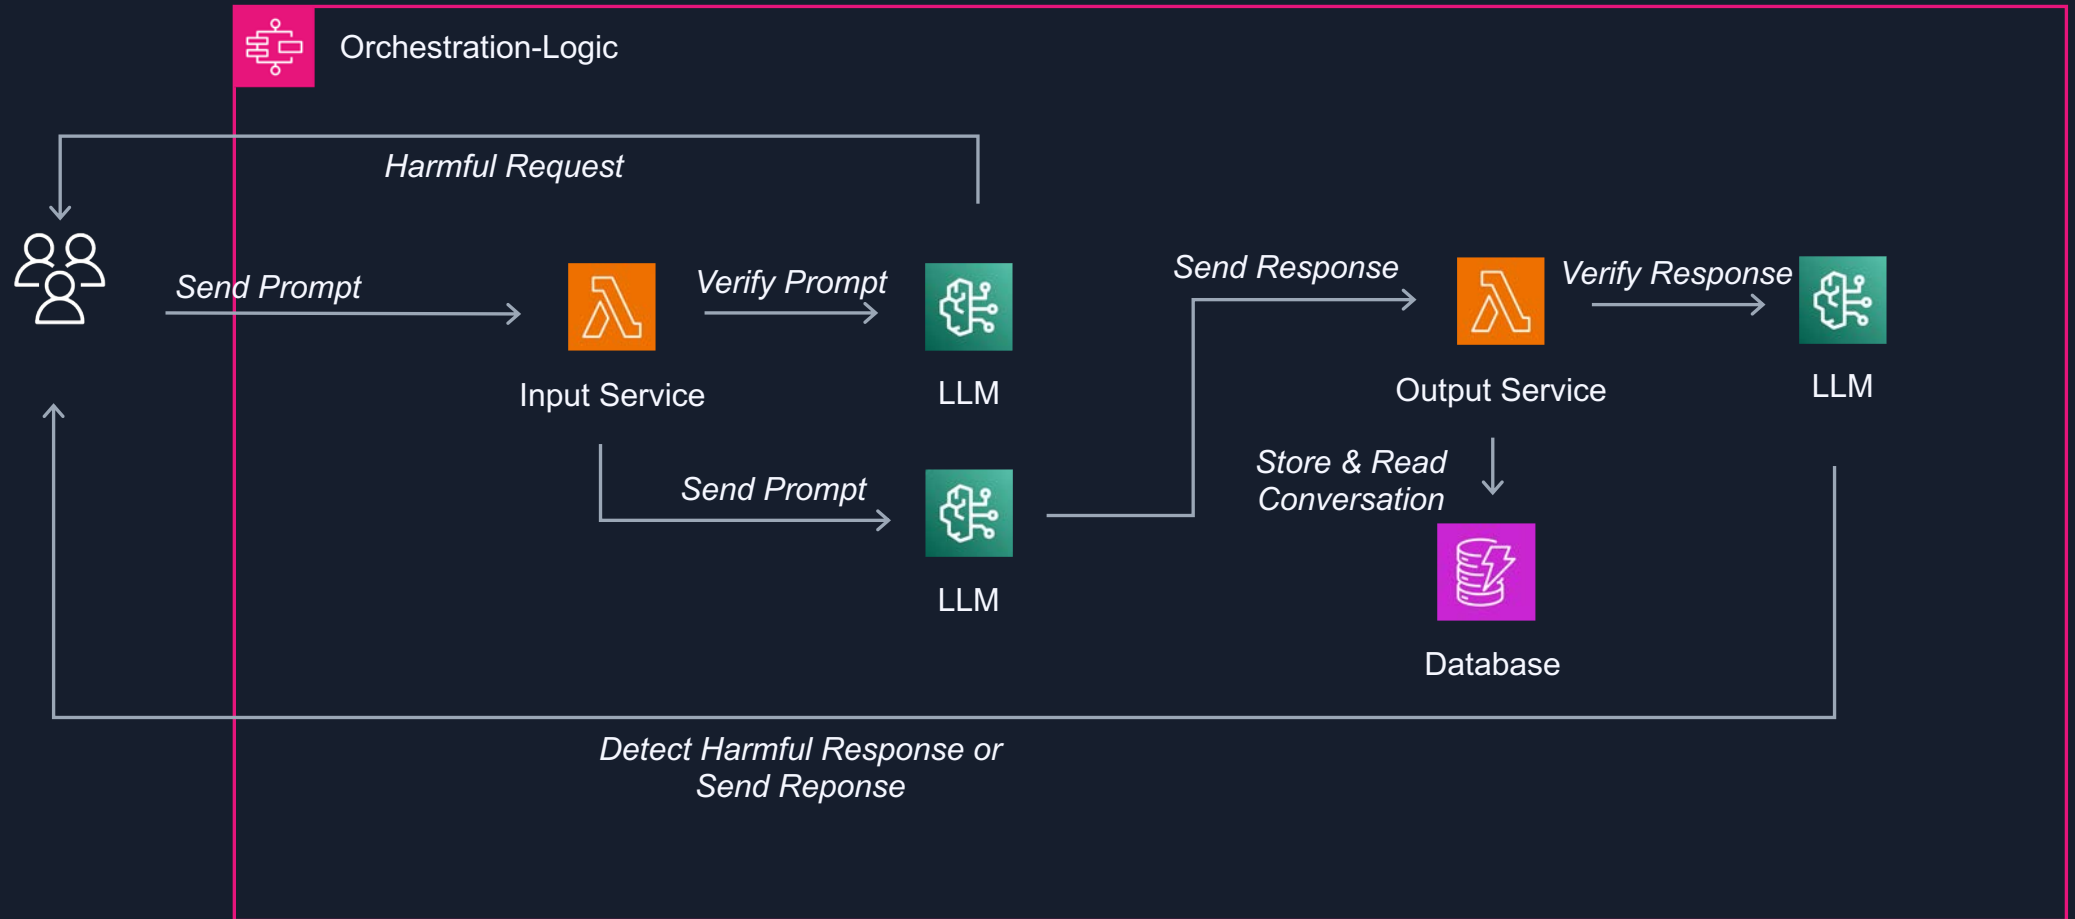 Orchestration-Logic
Harmful Request
Send Prompt
Verify Prompt
Send Response
Verify Response
Input Service
LLM
Output Service
LLM
Send Prompt
Store & Read
Conversation
LLM
Database
Detect Harmful Response or
Send Reponse